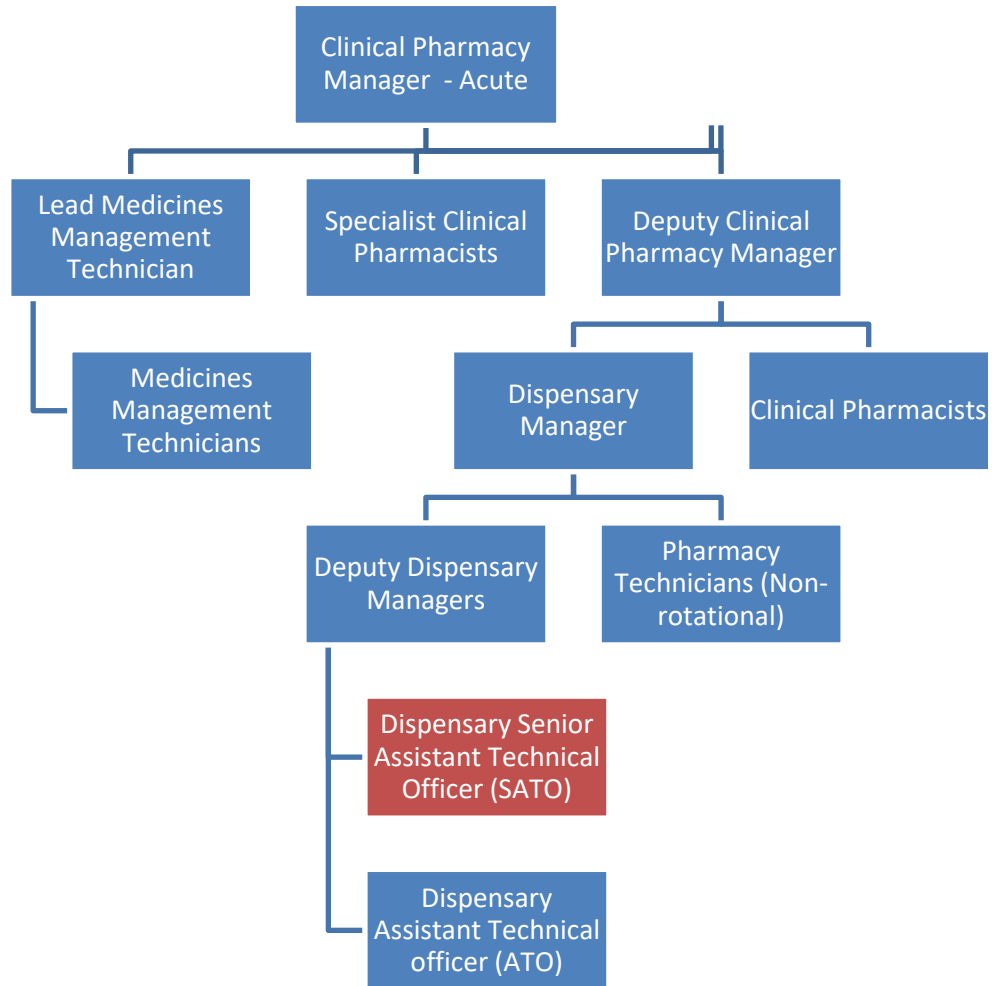 Clinical Pharmacy
Manager  - Acute
Lead Medicines
Management
Technician
Specialist Clinical
Pharmacists
Deputy Clinical
Pharmacy Manager
Medicines
Management
Technicians
Dispensary
Manager
Clinical Pharmacists
Deputy Dispensary
Managers
Pharmacy
Technicians (Non-
rotational)
Dispensary Senior
Assistant Technical
Officer (SATO)
Dispensary
Assistant Technical
officer (ATO)